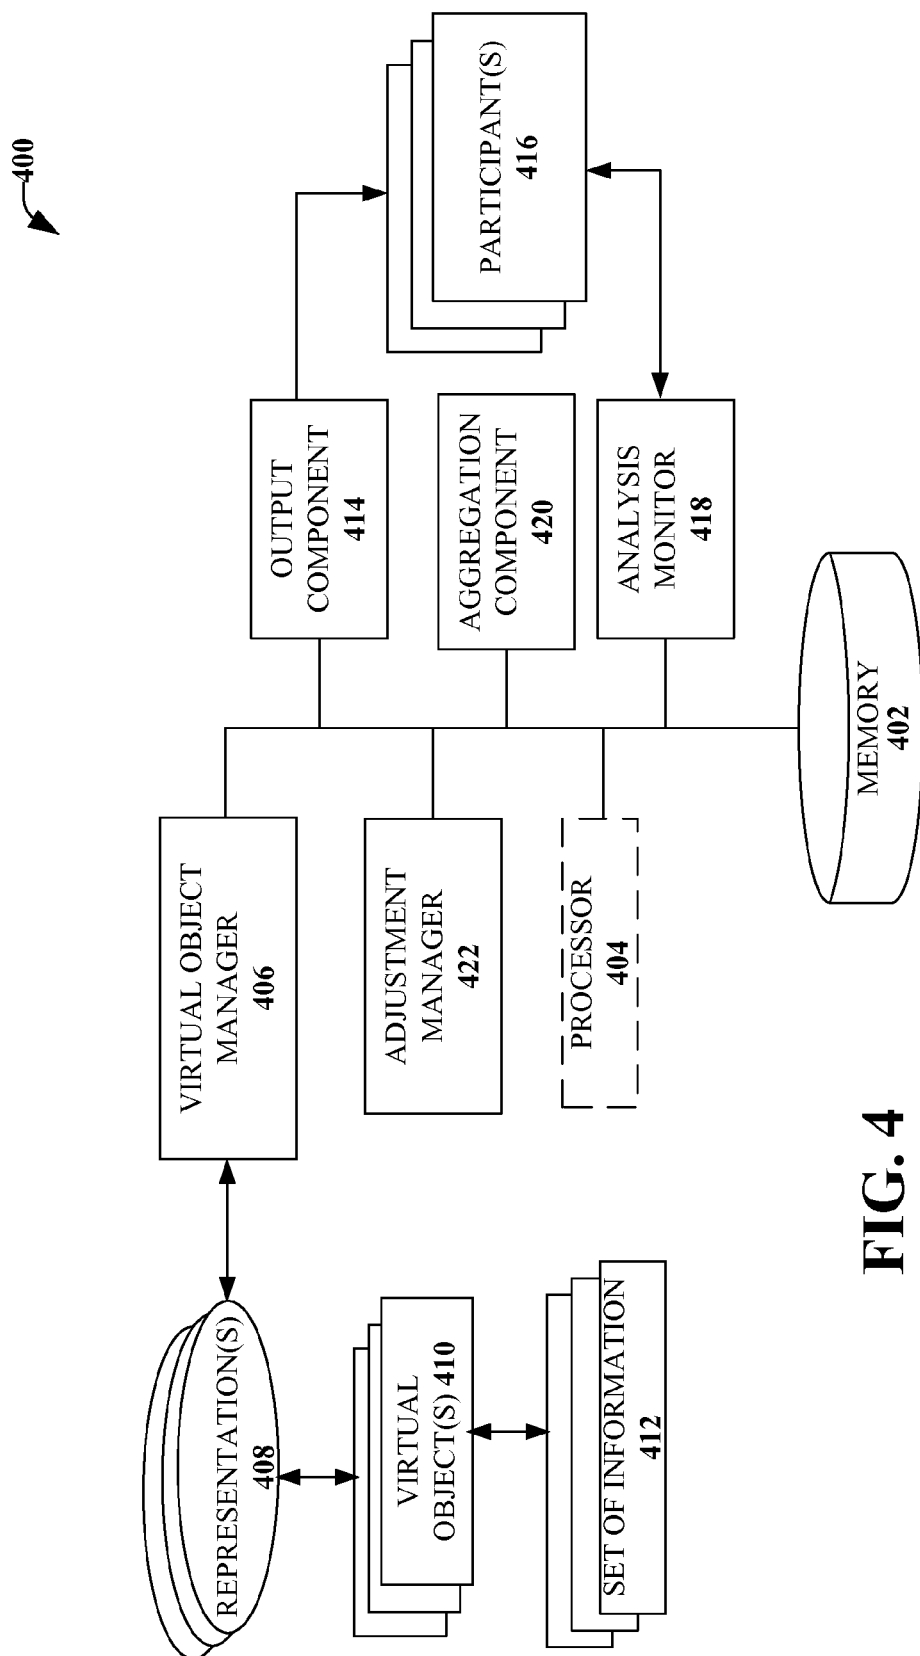 400
REPRESENTATION(S)
408
VIRTUAL OBJECT
MANAGER
406
OUTPUT
COMPONENT
414
PARTICIPANT(S)
416
VIRTUAL
OBJECT(S) 410
ADJUSTMENT
MANAGER
422
AGGREGATION
COMPONENT
420
SET OF INFORMATION
412
PROCESSOR
404
ANALYSIS
MONITOR
418
MEMORY
402
FIG. 4